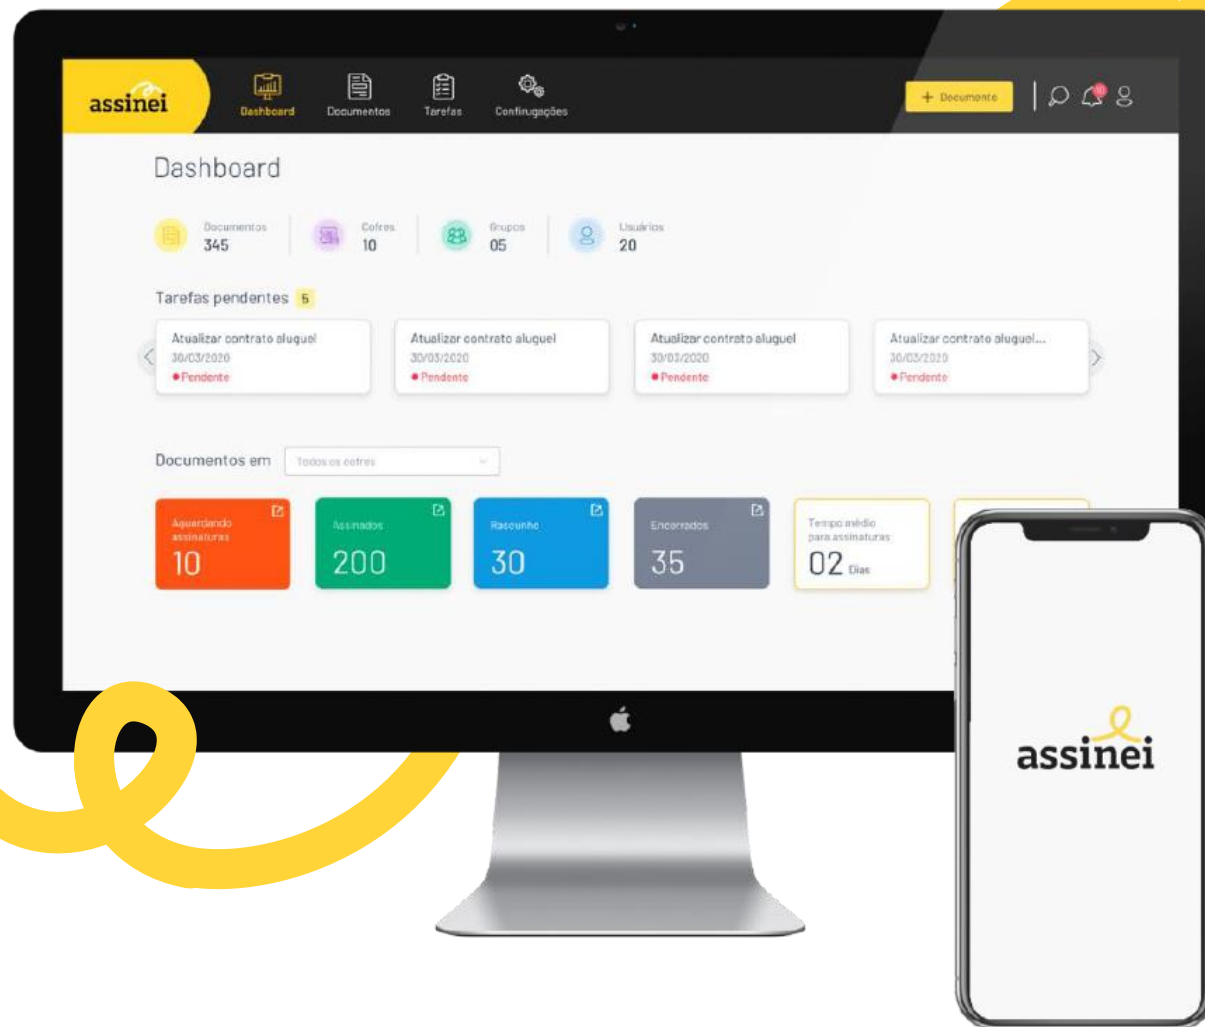 assinei
Dashboard
Documentos
Tarefas
Confirugações
+ Documento
10
Dashboard
Documentos
345
Cofres
10
Grupos
05
Usuários
20
Tarefas pendentes 5
Atualizar contrato aluguel
30/03/2020
Pendente
Atualizar contrato aluguel
30/03/2020
Pendente
Atualizar contrato aluguel
30/03/2020
Pendente
Atualizar contrato aluguel...
30/03/2020
Pendente
Documentos em
Todos os cofres
Aguardando
assinaturas
10
Assinados
200
Rascunho
30
Encerrados
35
Tempo médio
para assinaturas
02 Dias
assinei